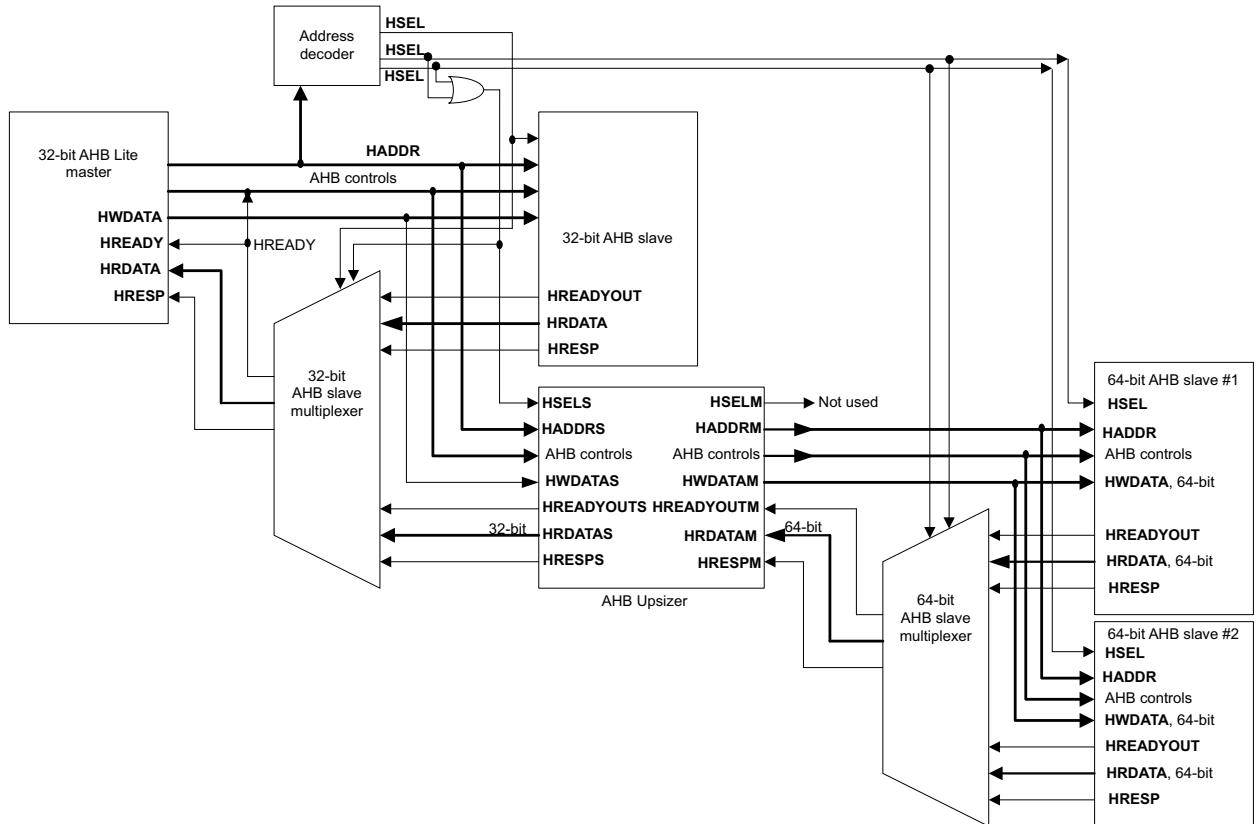 Address
decoder
HSEL
HSEL
HSEL
32-bit AHB Lite
master
HADDR
AHB controls
HWDATA
HREADY
HREADY
HRDATA
HRESP
32-bit AHB slave
HREADYOUT
HRDATA
HRESP
32-bit
AHB slave
multiplexer
HSELS
HADDRS
AHB controls
HWDATAS
HREADYOUTS
32-bit
HRDATAS
HRESPS
HSELM
Not used
HADDRM
AHB controls
HWDATAM
HREADYOUTM
HRDATAM
64-bit
HRESPM
AHB Upsizer
64-bit
AHB slave
multiplexer
64-bit AHB slave #1
HSEL
HADDR
AHB controls
HWDATA, 64-bit
HREADYOUT
HRDATA, 64-bit
HRESP
64-bit AHB slave #2
HSEL
HADDR
AHB controls
HWDATA, 64-bit
HREADYOUT
HRDATA, 64-bit
HRESP